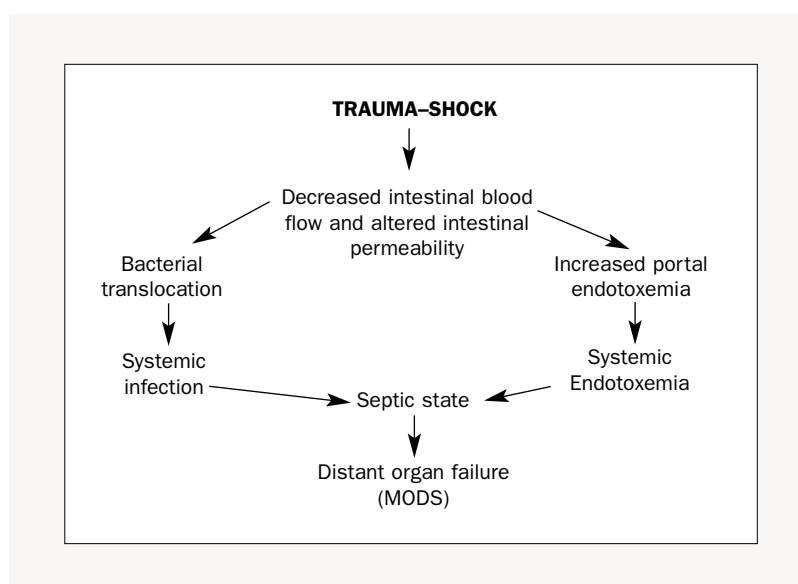 TRAUMA–SHOCK
Decreased intestinal blood
flow and altered intestinal
permeability
Bacterial
translocation
Increased portal
endotoxemia
Systemic
infection
Systemic
Endotoxemia
Septic state
Distant organ failure
(MODS)